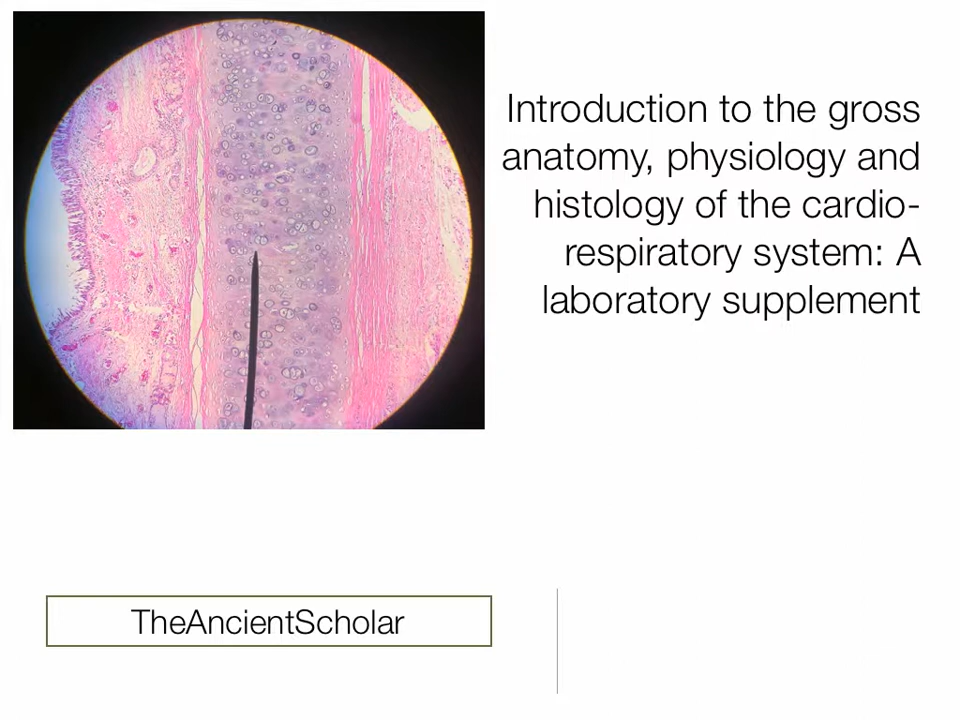 Introduction to the gross
anatomy, physiology and
histology of the cardio-
respiratory system: A
laboratory supplement
TheAncientScholar